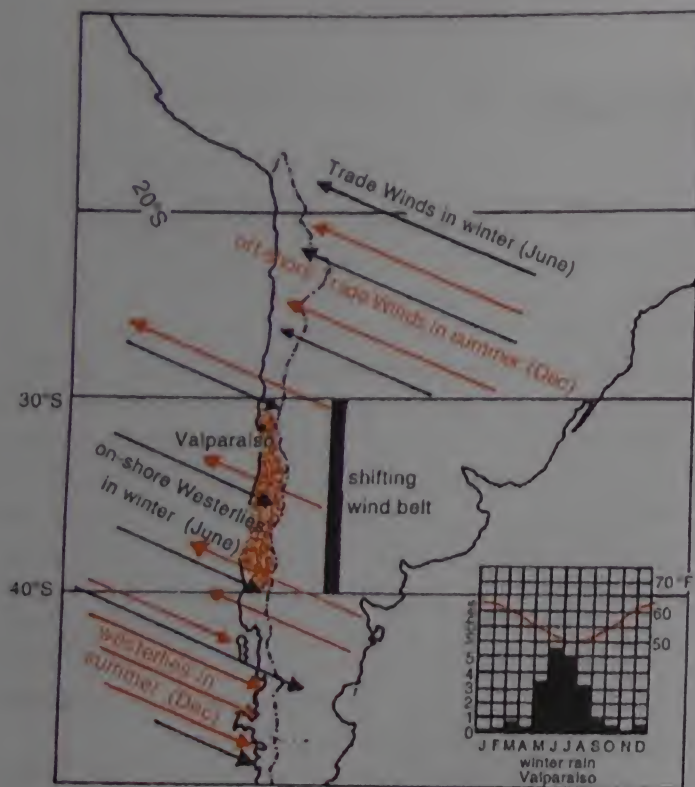 Trade Winds in winter (June)
20°S
off-shore Trade Winds in summer (Dec)
30°S
Valparaiso
on-shore Westerlies
in winter (June)
shifting
wind belt
40°S
westerlies in
summer (Dec)
inches
5
4
3
2
1
0
70°F
60
50
J F M A M J J A S O N D
winter rain
Valparaiso